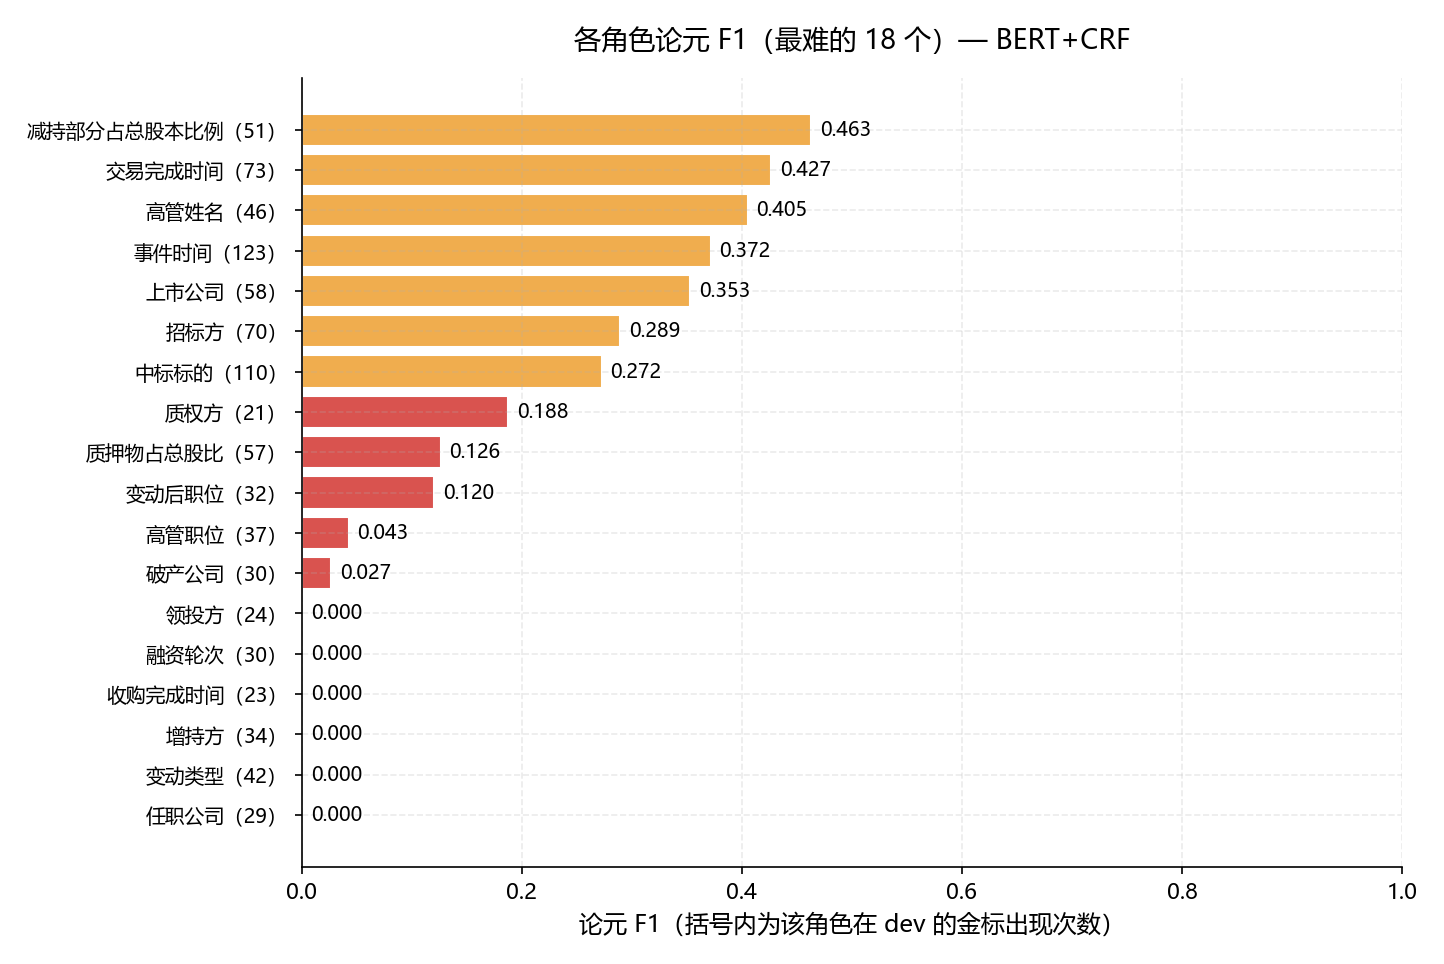 各角色论元 F1（最难的 18 个）— BERT+CRF
减持部分占总股本比例（51） 0.463
交易完成时间（73） 0.427
高管姓名（46） 0.405
事件时间（123） 0.372
上市公司（58） 0.353
招标方（70） 0.289
中标标的（110） 0.272
质权方（21） 0.188
质押物占总股比（57） 0.126
变动后职位（32） 0.120
高管职位（37） 0.043
破产公司（30） 0.027
领投方（24） 0.000
融资轮次（30） 0.000
收购完成时间（23） 0.000
增持方（34） 0.000
变动类型（42） 0.000
任职公司（29） 0.000
0.0 0.2 0.4 0.6 0.8 1.0
论元 F1（括号内为该角色在 dev 的金标出现次数）